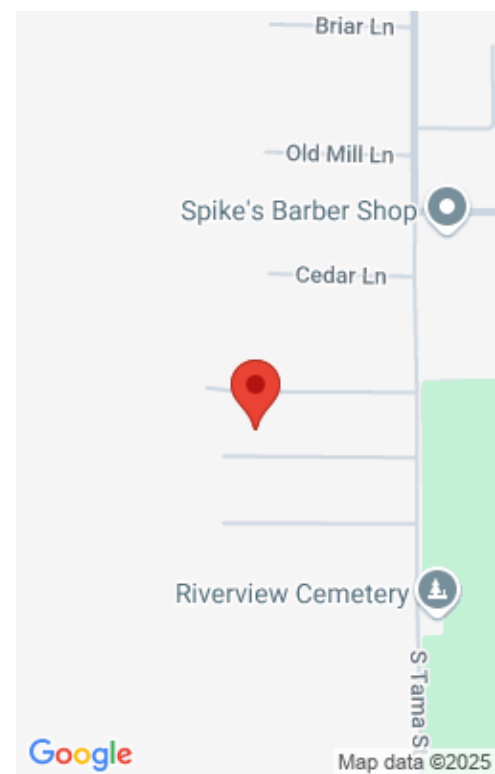 Briar Ln
Old Mill Ln
Spike's Barber Shop
Cedar Ln
Riverview Cemetery
S Tama St
Google
Map data ©2025